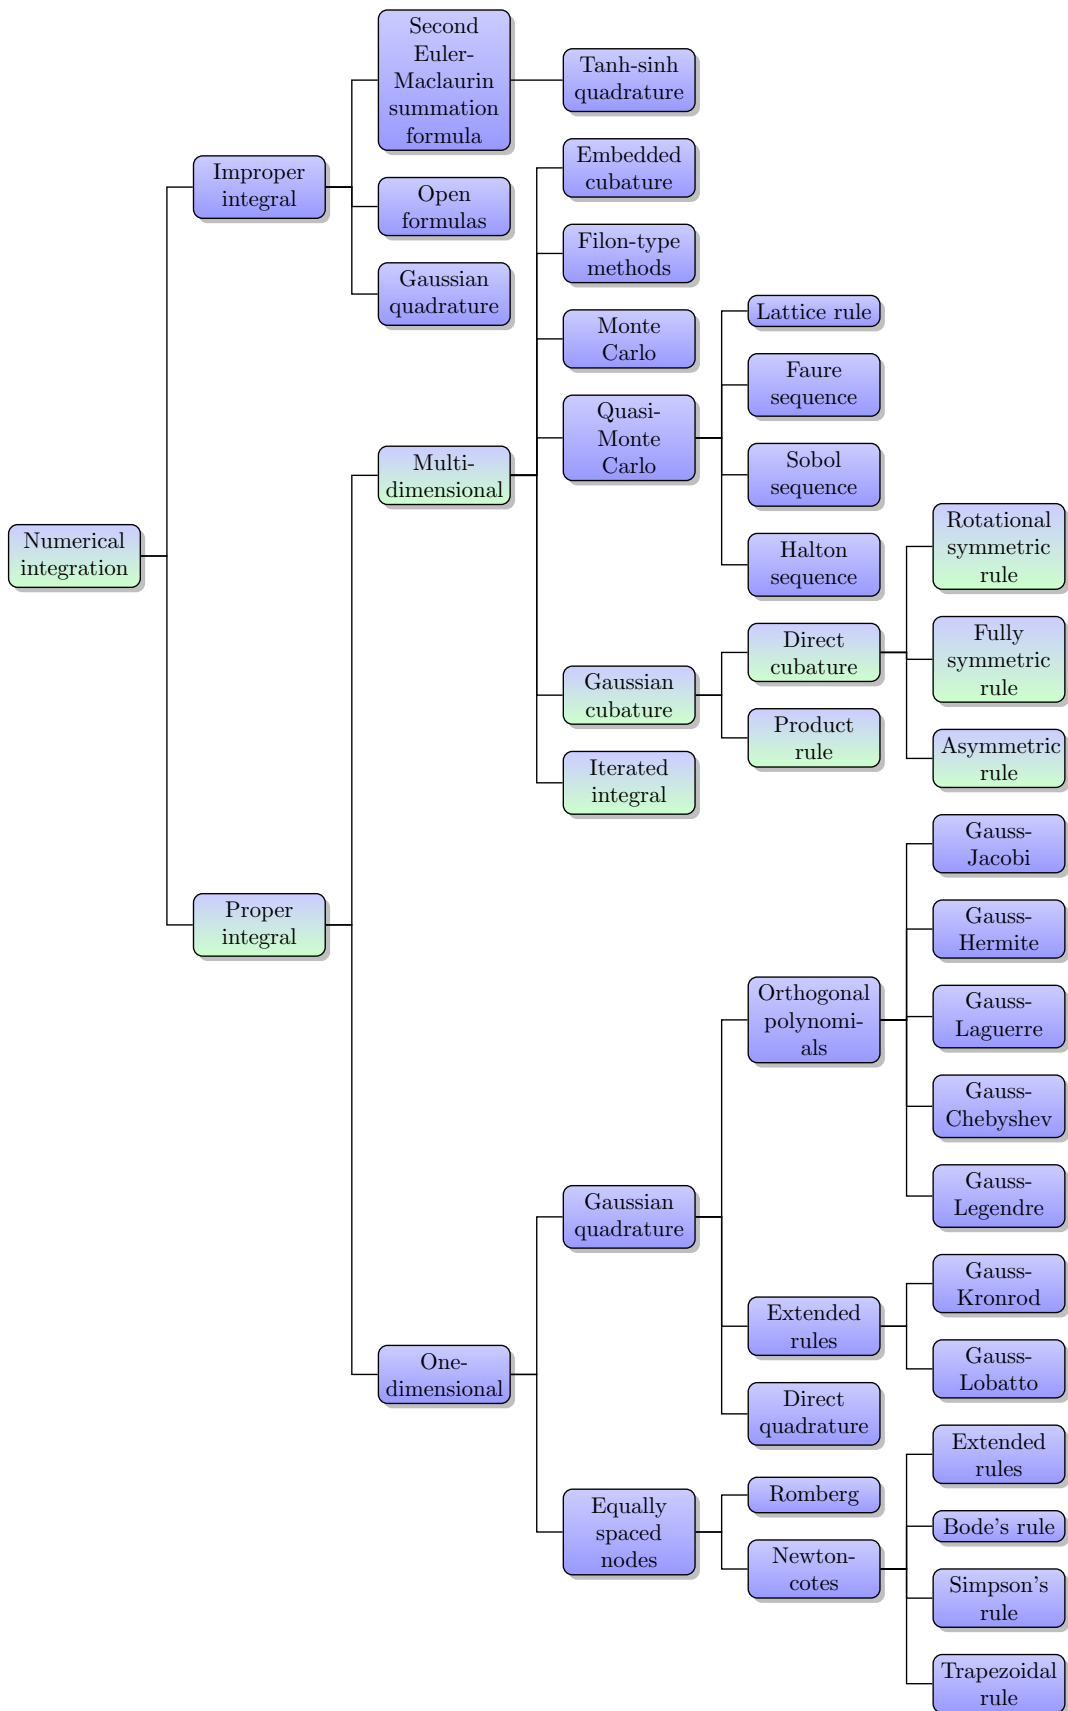 Second
Euler-
Maclaurin
summation
formula
Tanh-sinh
quadrature
Embedded
cubature
Improper
integral
Open
formulas
Filon-type
methods
Gaussian
quadrature
Lattice rule
Monte
Carlo
Faure
sequence
Quasi-
Monte
Carlo
Multi-
dimensional
Sobol
sequence
Numerical
integration
Halton
sequence
Rotational
symmetric
rule
Direct
cubature
Fully
symmetric
rule
Gaussian
cubature
Product
rule
Asymmetric
rule
Iterated
integral
Gauss-
Jacobi
Proper
integral
Gauss-
Hermite
Orthogonal
polynomi-
als
Gauss-
Laguerre
Gauss-
Chebyshev
Gauss-
Legendre
Gaussian
quadrature
Gauss-
Kronrod
Extended
rules
Gauss-
Lobatto
One-
dimensional
Direct
quadrature
Extended
rules
Romberg
Equally
spaced
nodes
Bode's rule
Newton-
cotes
Simpson's
rule
Trapezoidal
rule